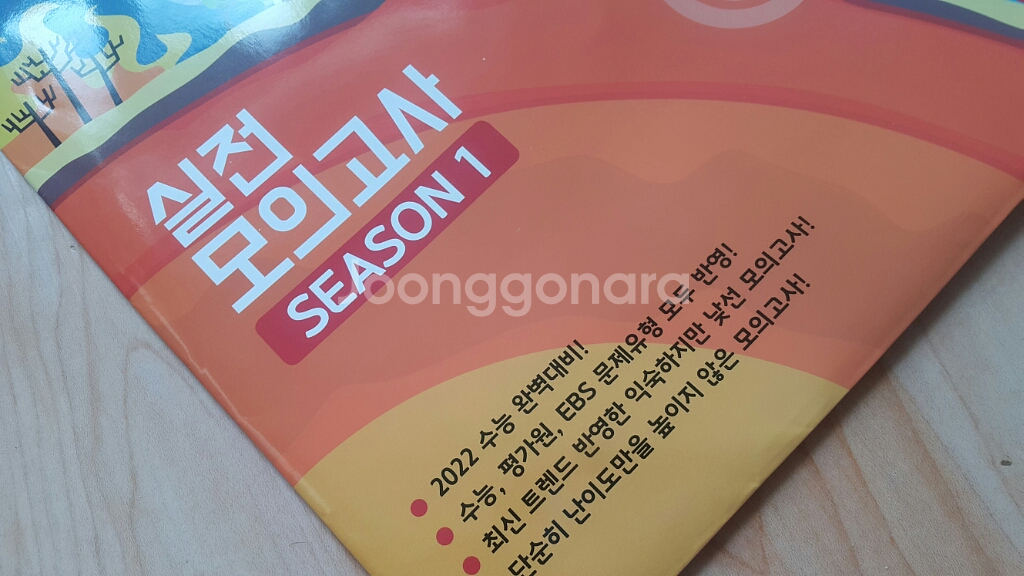 실전
모의고사
SEASON 1
2022 수능 완벽대비!
수능, 평가원, EBS 문제유형 모두 반영!
최신 트렌드 반영한 익숙하지만 낯선 모의고사!
단순히 난이도만을 높이지 않은 모의고사!
Joonggonara